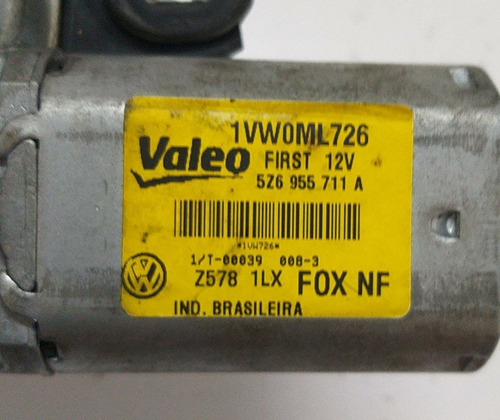 1VW0ML726
Valeo FIRST 12V
5Z6 955 711 A
*1VW726*
1/T-00039 008-3
Z578 1LX FOX NF
IND. BRASILEIRA